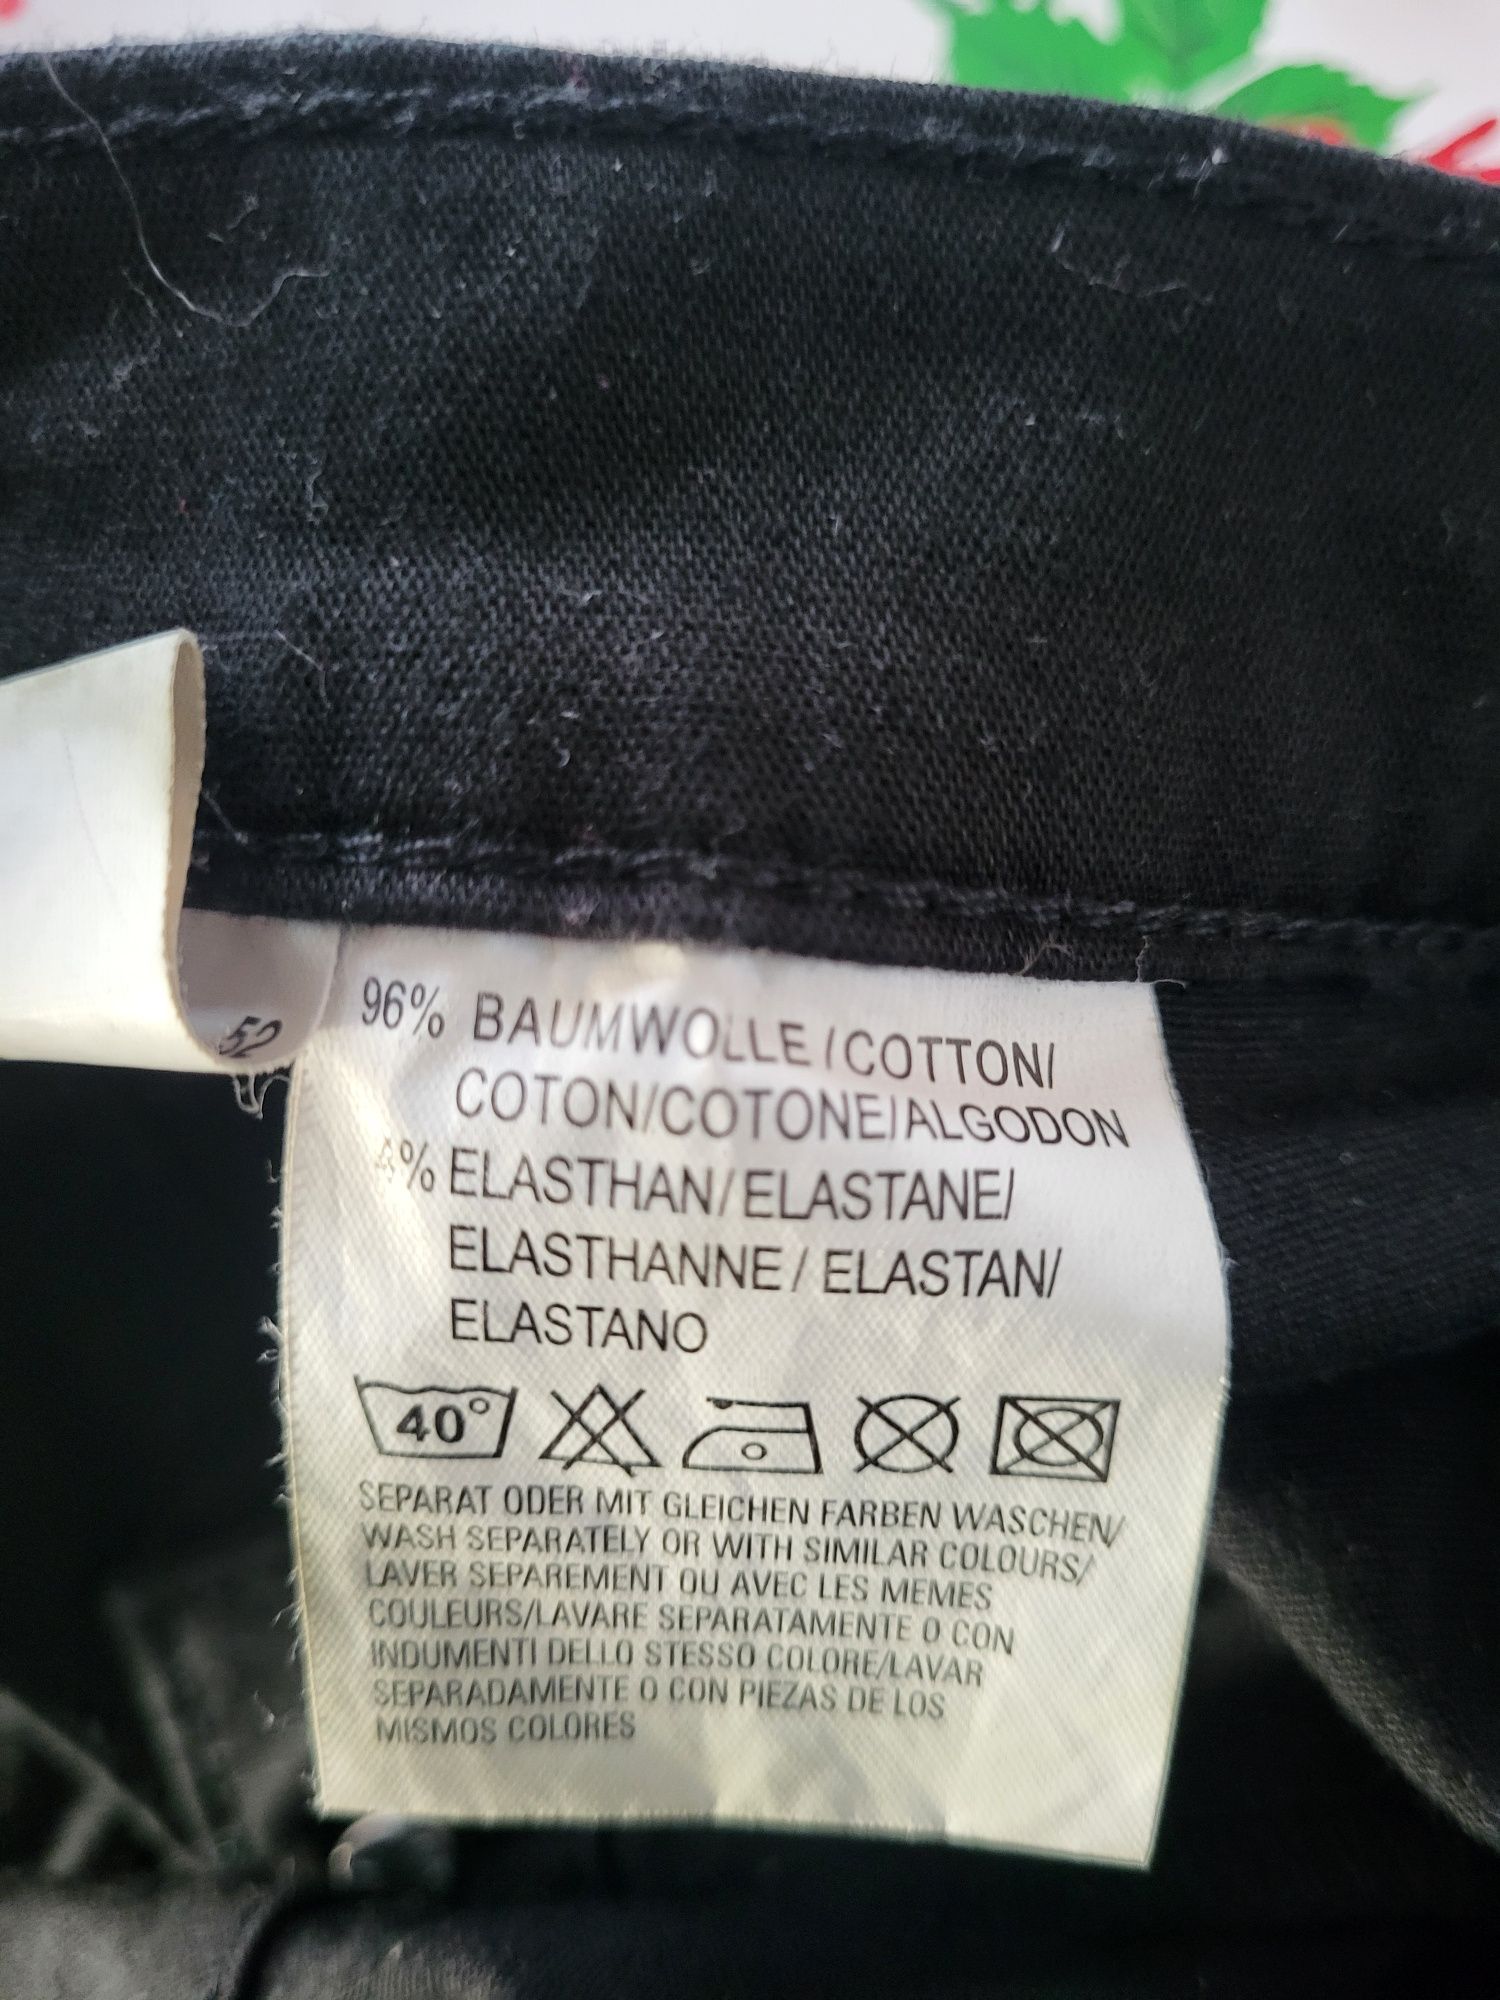 52
96% BAUMWOLLE / COTTON/
COTON/COTONE/ALGODON
4% ELASTHAN/ELASTANE/
ELASTHANNE / ELASTAN/
ELASTANO
40°
SEPARAT ODER MIT GLEICHEN FARBEN WASCHEN/
WASH SEPARATELY OR WITH SIMILAR COLOURS/
LAVER SEPAREMENT OU AVEC LES MEMES
COULEURS/LAVARE SEPARATAMENTE O CON
INDUMENTI DELLO STESSO COLORE/LAVAR
SEPARADAMENTE O CON PIEZAS DE LOS
MISMOS COLORES